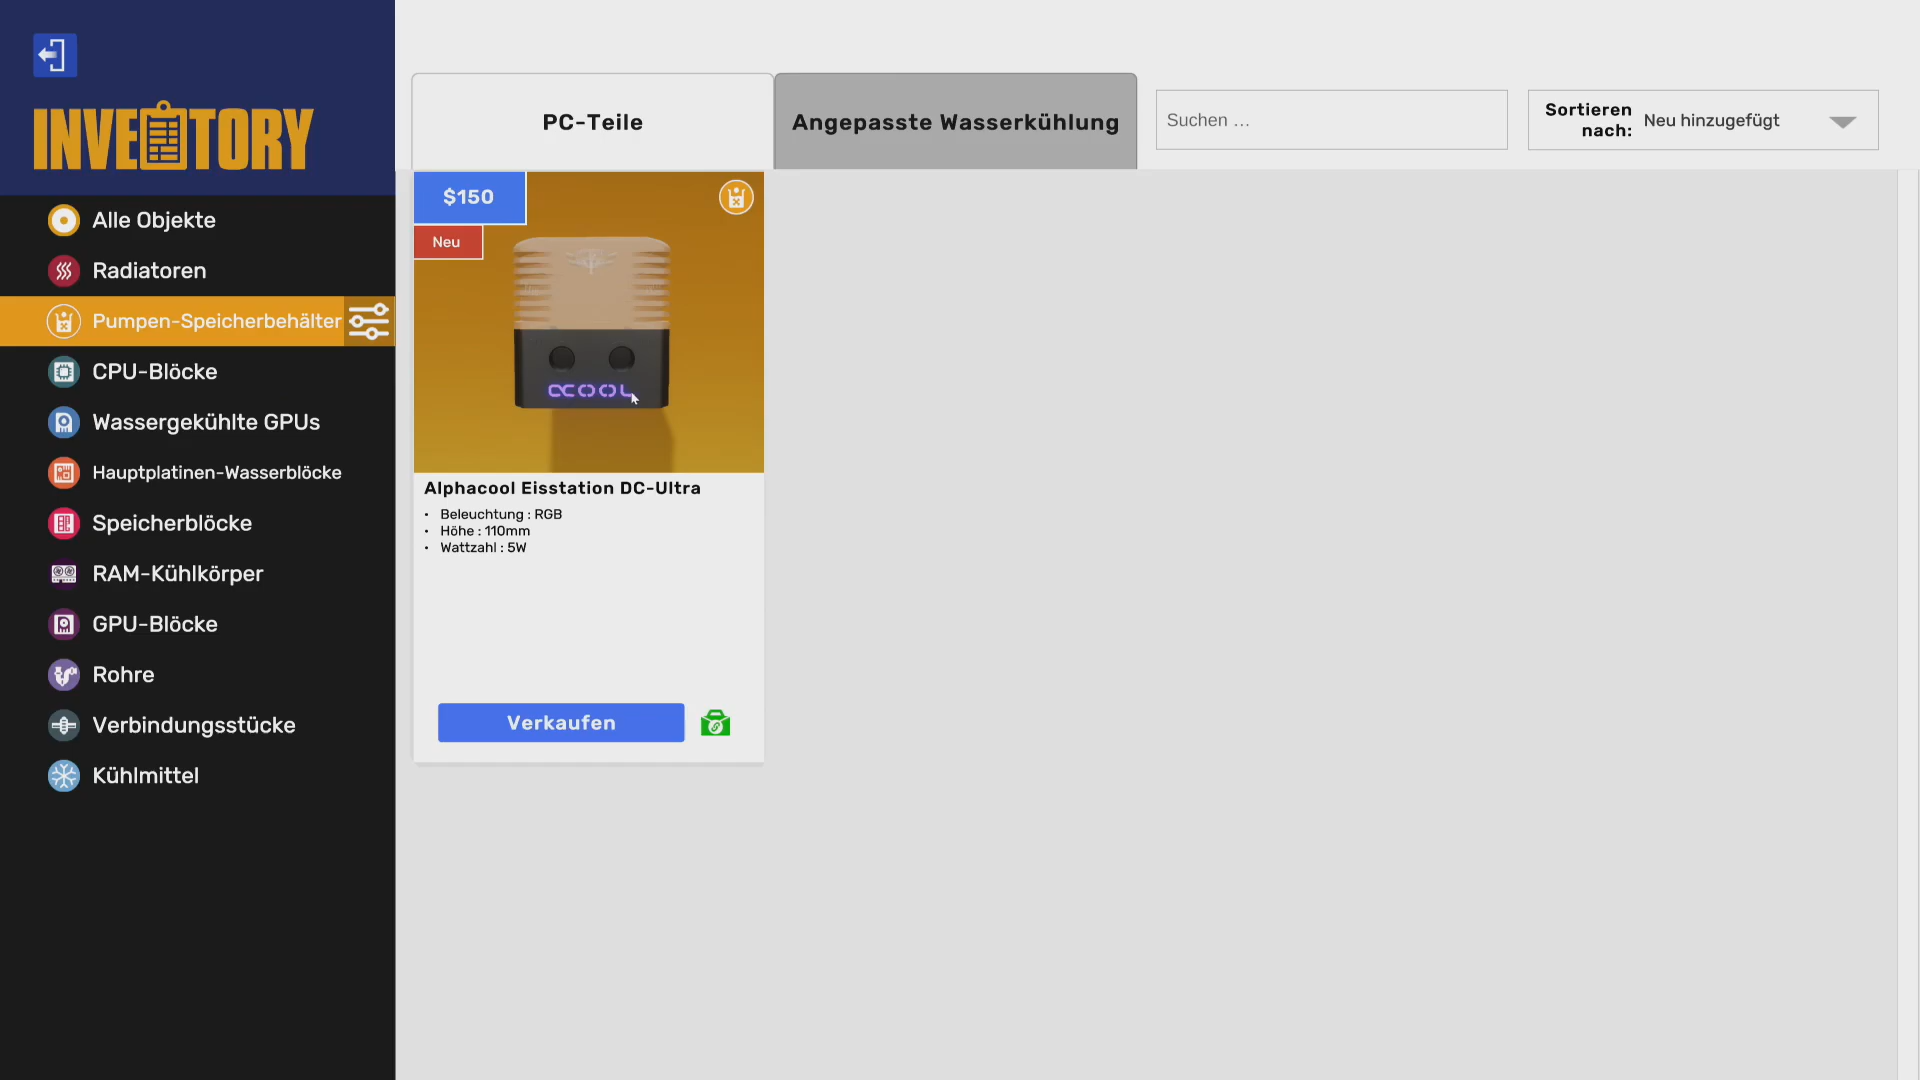 INVENTORY
Alle Objekte
Radiatoren
Pumpen-Speicherbehälter
CPU-Blöcke
Wassergekühlte GPUs
Hauptplatinen-Wasserblöcke
Speicherblöcke
RAM-Kühlkörper
GPU-Blöcke
Rohre
Verbindungsstücke
Kühlmittel
PC-Teile
Angepasste Wasserkühlung
Suchen ...
Sortieren
nach:
Neu hinzugefügt
$150
Neu
COOL
Alphacool Eisstation DC-Ultra
• Beleuchtung : RGB
• Höhe : 110mm
• Wattzahl : 5W
Verkaufen